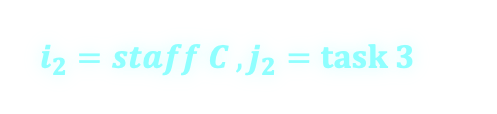 i₂ = staff C , j₂ = task 3